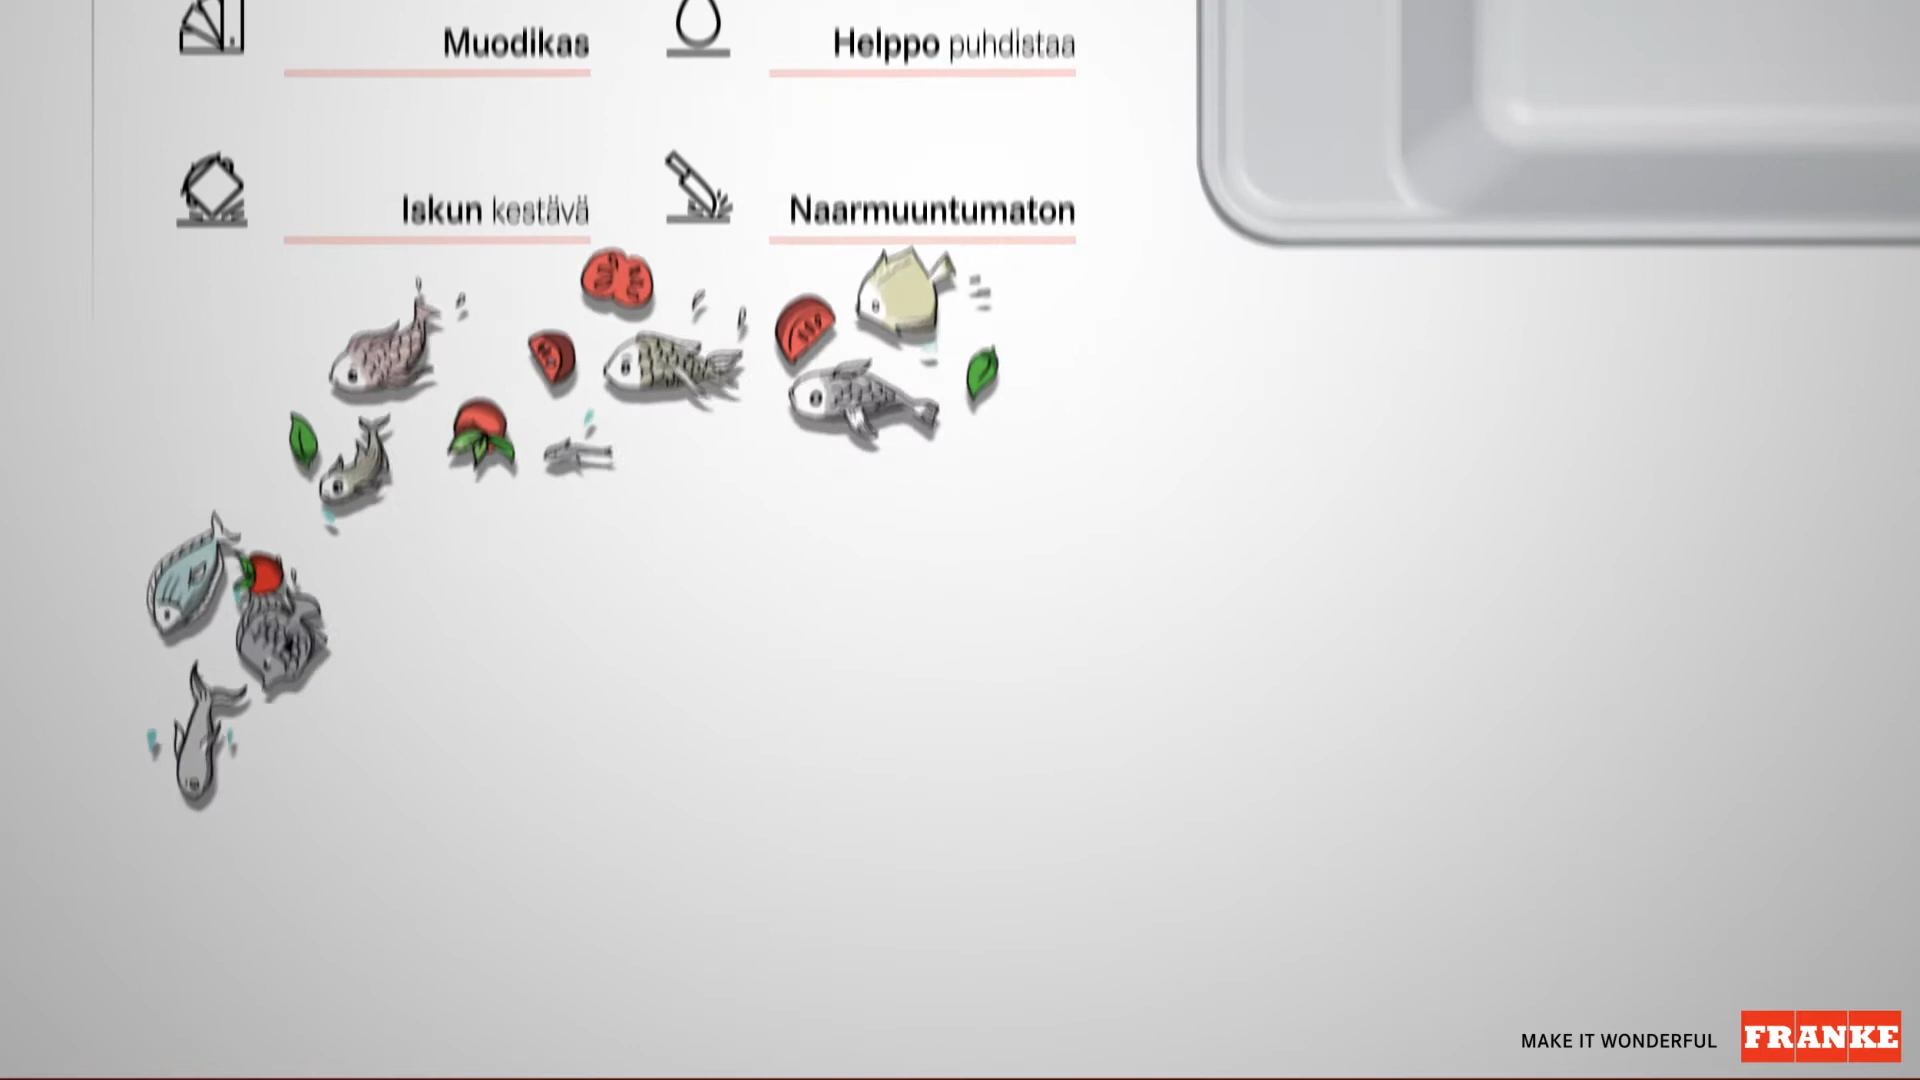 Muodikas
Helppo puhdistaa
Iskun kestävä
Naarmuuntumaton
MAKE IT WONDERFUL
FRANKE